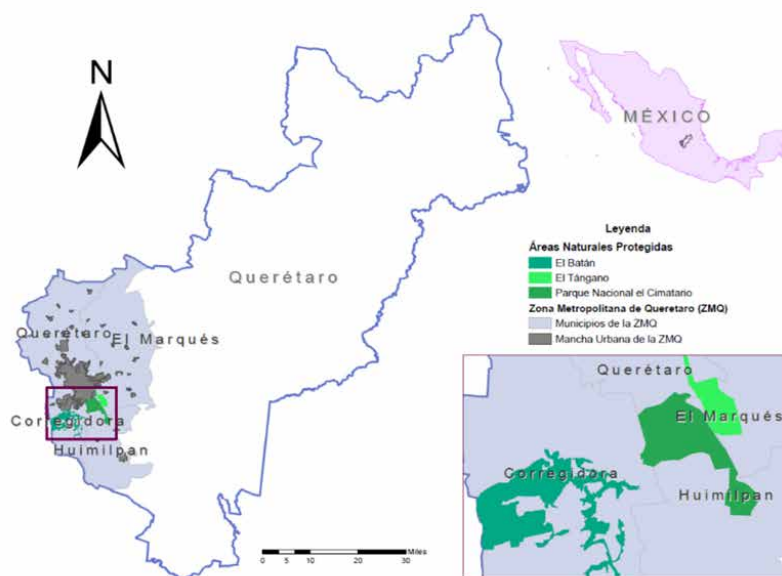 N
MÉXICO
Querétaro
Leyenda
Áreas Naturales Protegidas
El Batán
El Tángano
Parque Nacional el Cimatario
Zona Metropolitana de Queretaro (ZMQ)
Municipios de la ZMQ
Mancha Urbana de la ZMQ
Querétaro
El Marqués
Corregidora
Huimilpan
Querétaro
El Marqués
Corregidora
Huimilpan
0 5 10 20 30 Miles